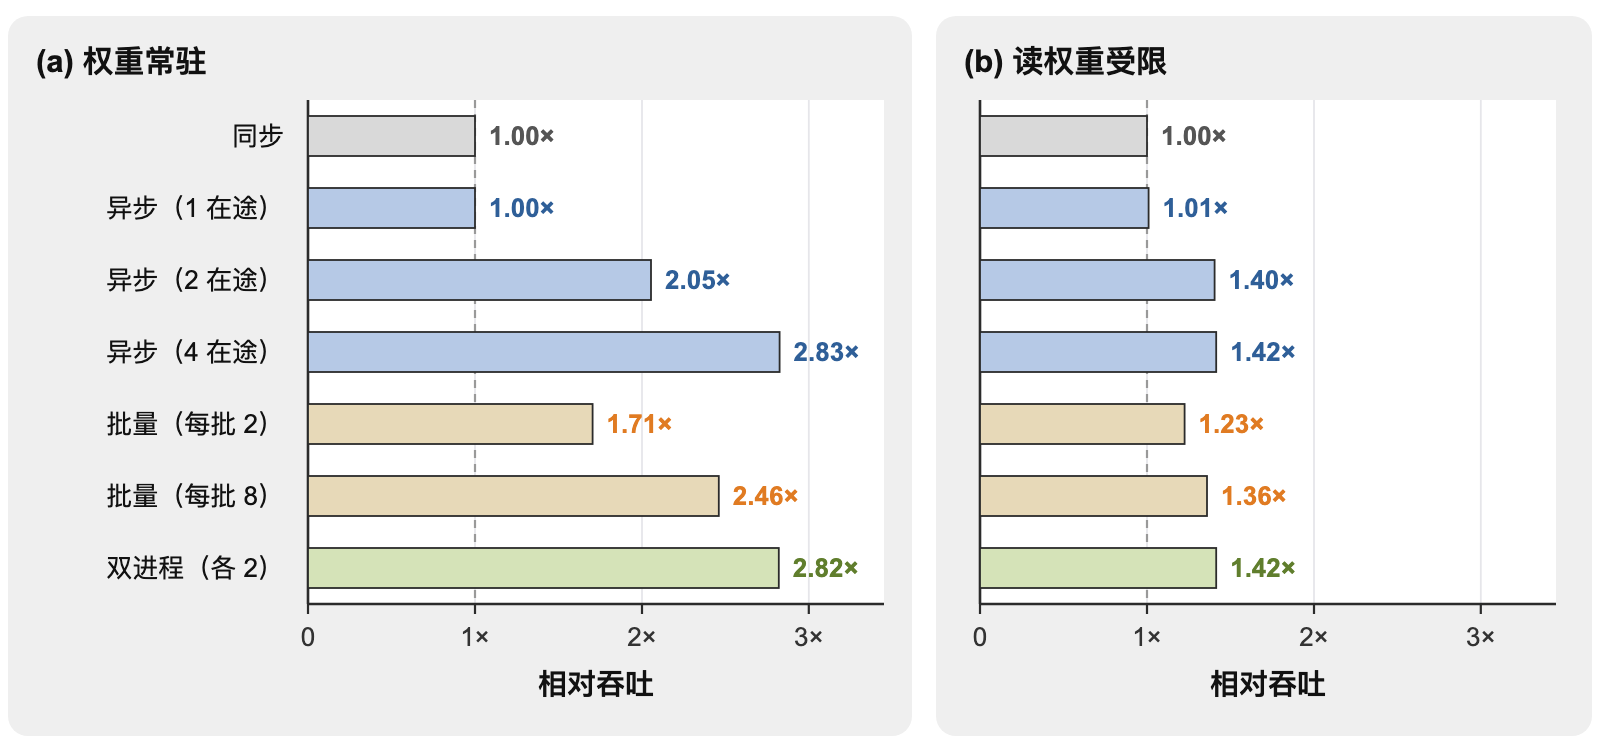 (a) 权重常驻
同步 1.00×
异步（1 在途） 1.00×
异步（2 在途） 2.05×
异步（4 在途） 2.83×
批量（每批 2） 1.71×
批量（每批 8） 2.46×
双进程（各 2） 2.82×
0 1× 2× 3×
相对吞吐
(b) 读权重受限
1.00×
1.01×
1.40×
1.42×
1.23×
1.36×
1.42×
0 1× 2× 3×
相对吞吐